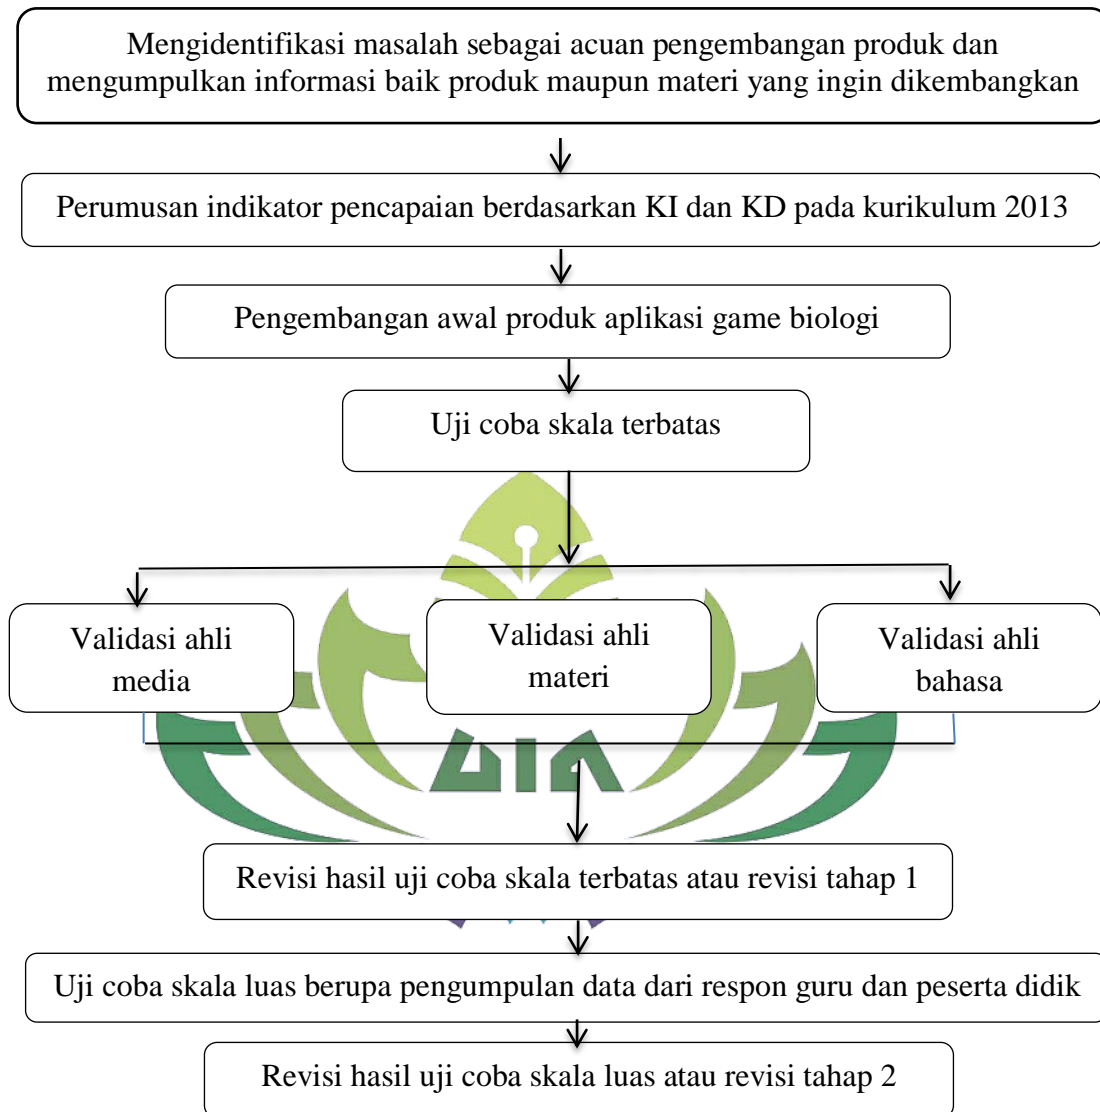 Mengidentifikasi masalah sebagai acuan pengembangan produk dan
mengumpulkan informasi baik produk maupun materi yang ingin dikembangkan
Perumusan indikator pencapaian berdasarkan KI dan KD pada kurikulum 2013
Pengembangan awal produk aplikasi game biologi
Uji coba skala terbatas
Validasi ahli
media
Validasi ahli
materi
Validasi ahli
bahasa
Revisi hasil uji coba skala terbatas atau revisi tahap 1
Uji coba skala luas berupa pengumpulan data dari respon guru dan peserta didik
Revisi hasil uji coba skala luas atau revisi tahap 2